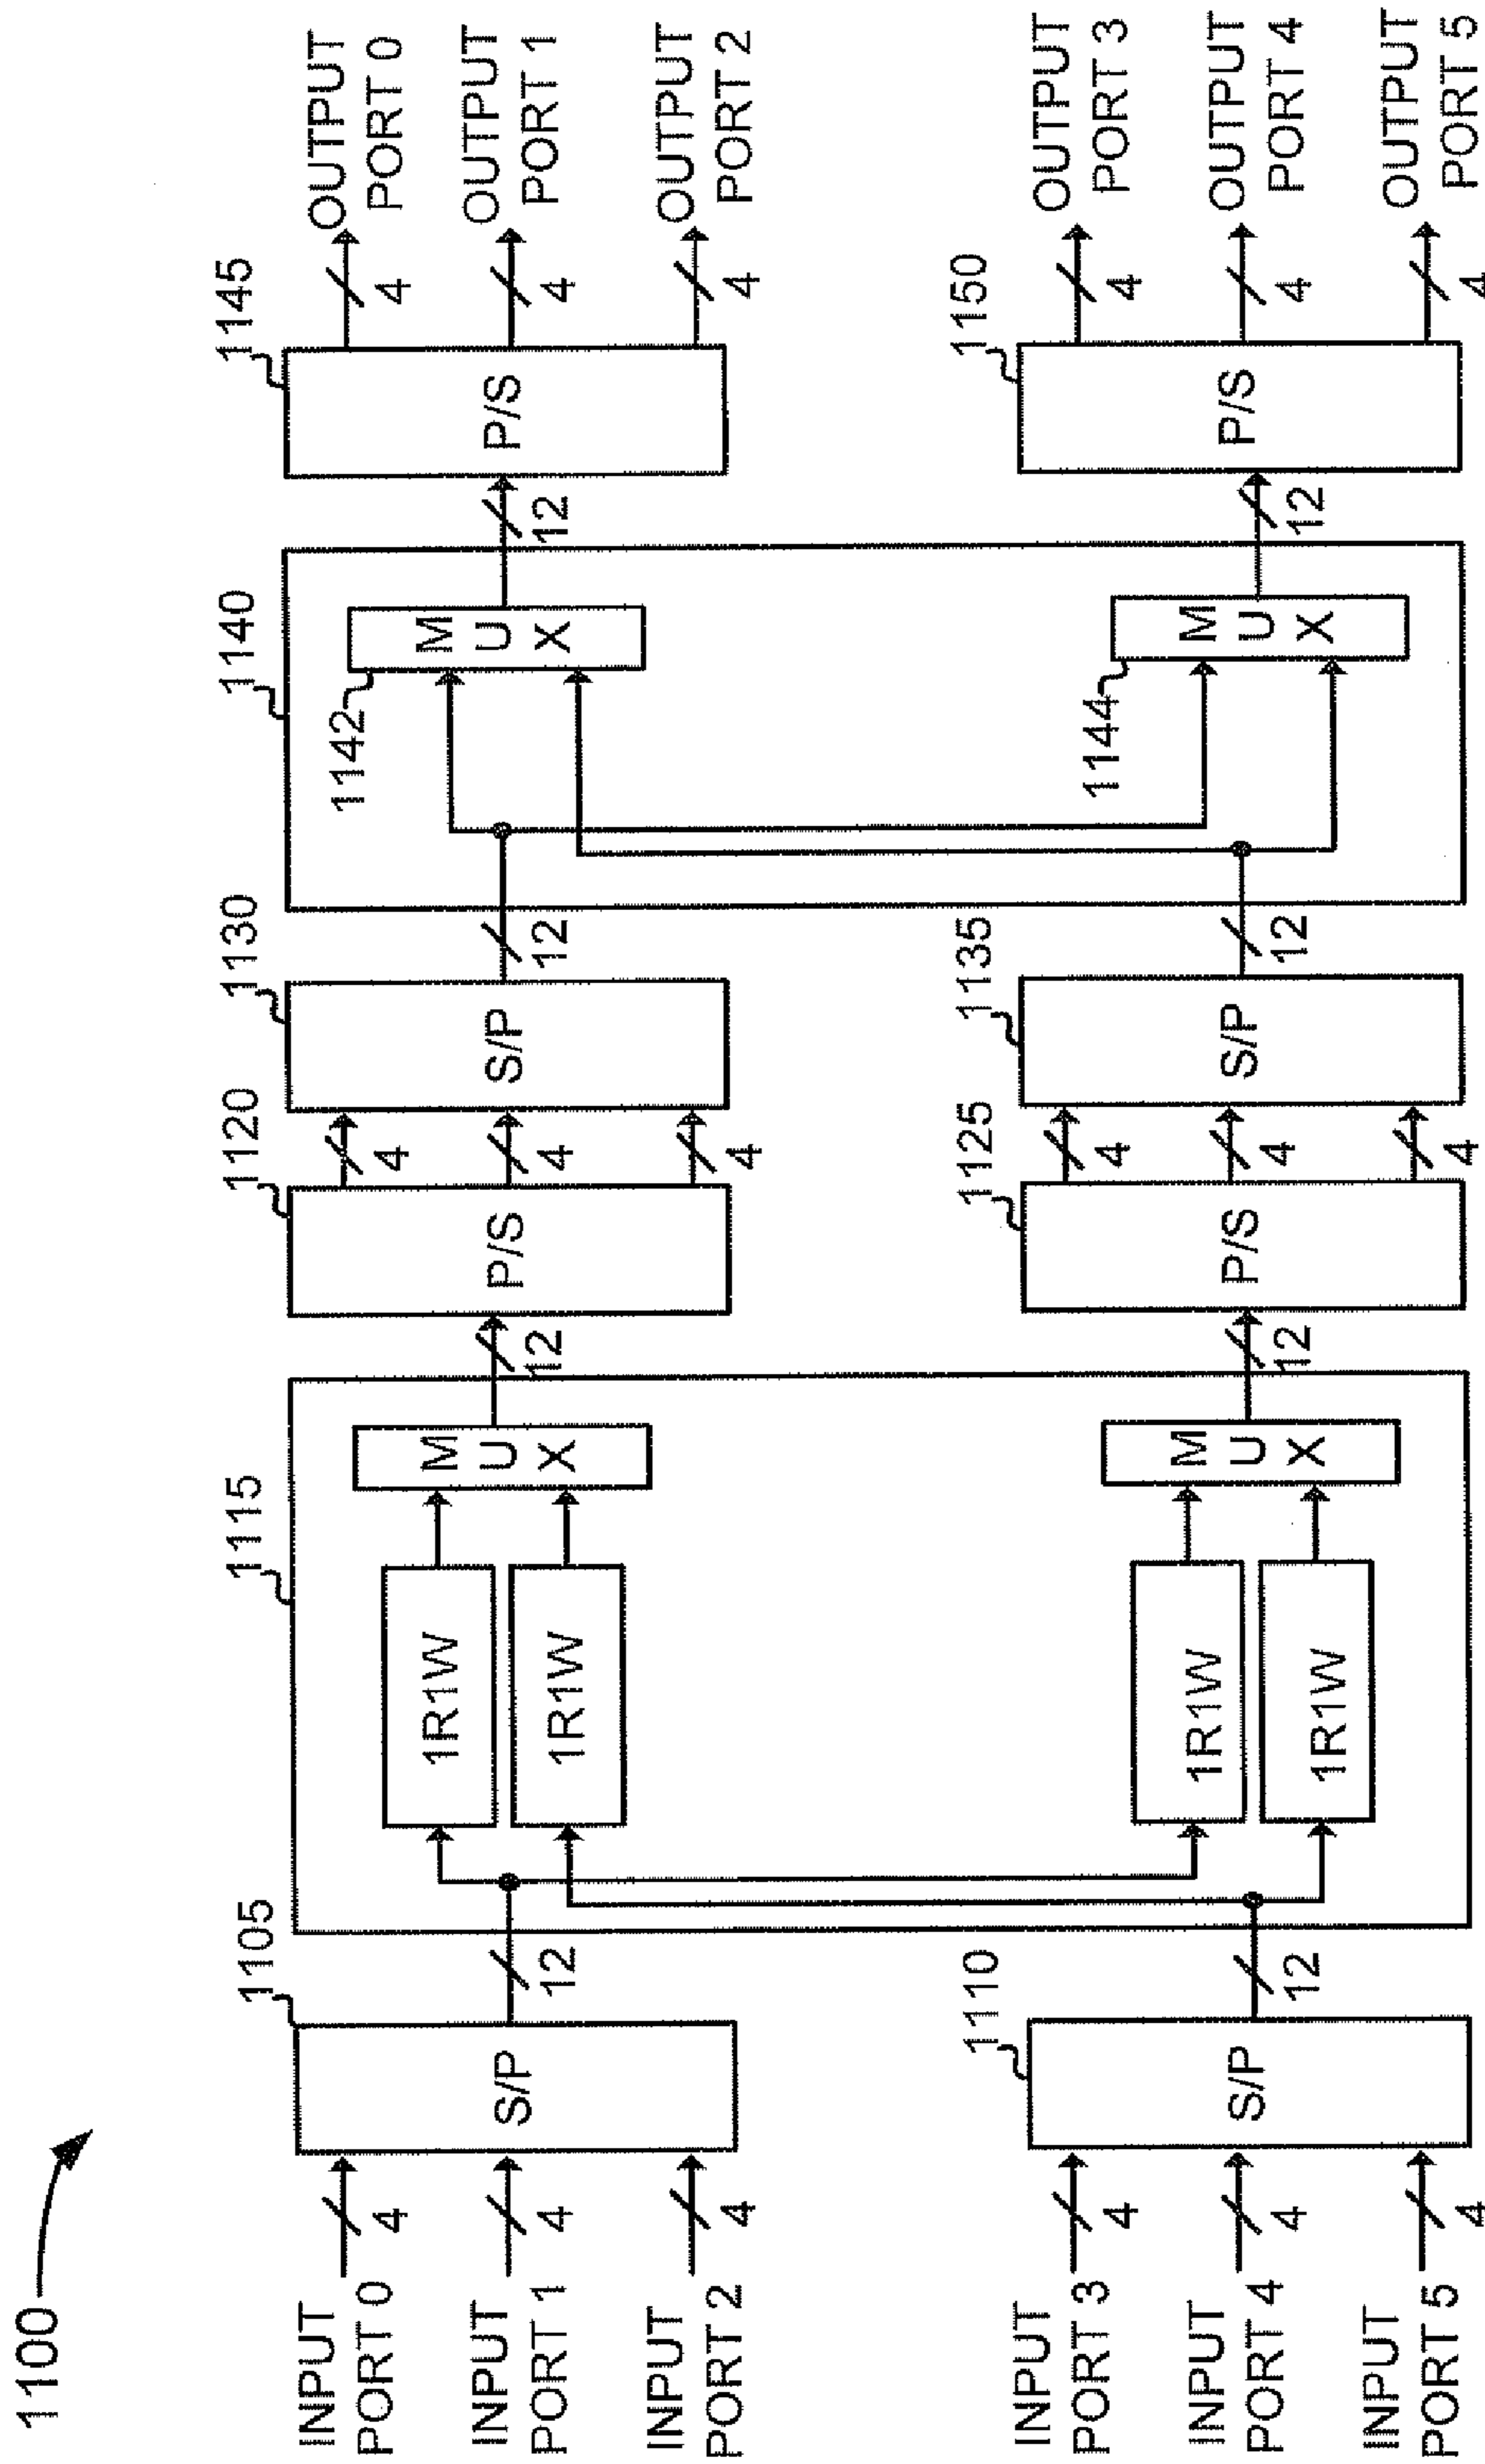 1100
INPUT
PORT 0
4
INPUT
PORT 1
4
INPUT
PORT 2
4
INPUT
PORT 3
4
INPUT
PORT 4
4
INPUT
PORT 5
4
1105
S/P
12
1110
S/P
12
1115
1R1W
1R1W
M
U
X
12
1R1W
1R1W
M
U
X
12
1120
P/S
4
4
4
1125
P/S
4
4
4
1130
S/P
12
1135
S/P
12
1140
1142
M
U
X
12
1144
M
U
X
12
1145
P/S
4
4
4
1150
P/S
4
4
4
OUTPUT
PORT 0
OUTPUT
PORT 1
OUTPUT
PORT 2
OUTPUT
PORT 3
OUTPUT
PORT 4
OUTPUT
PORT 5